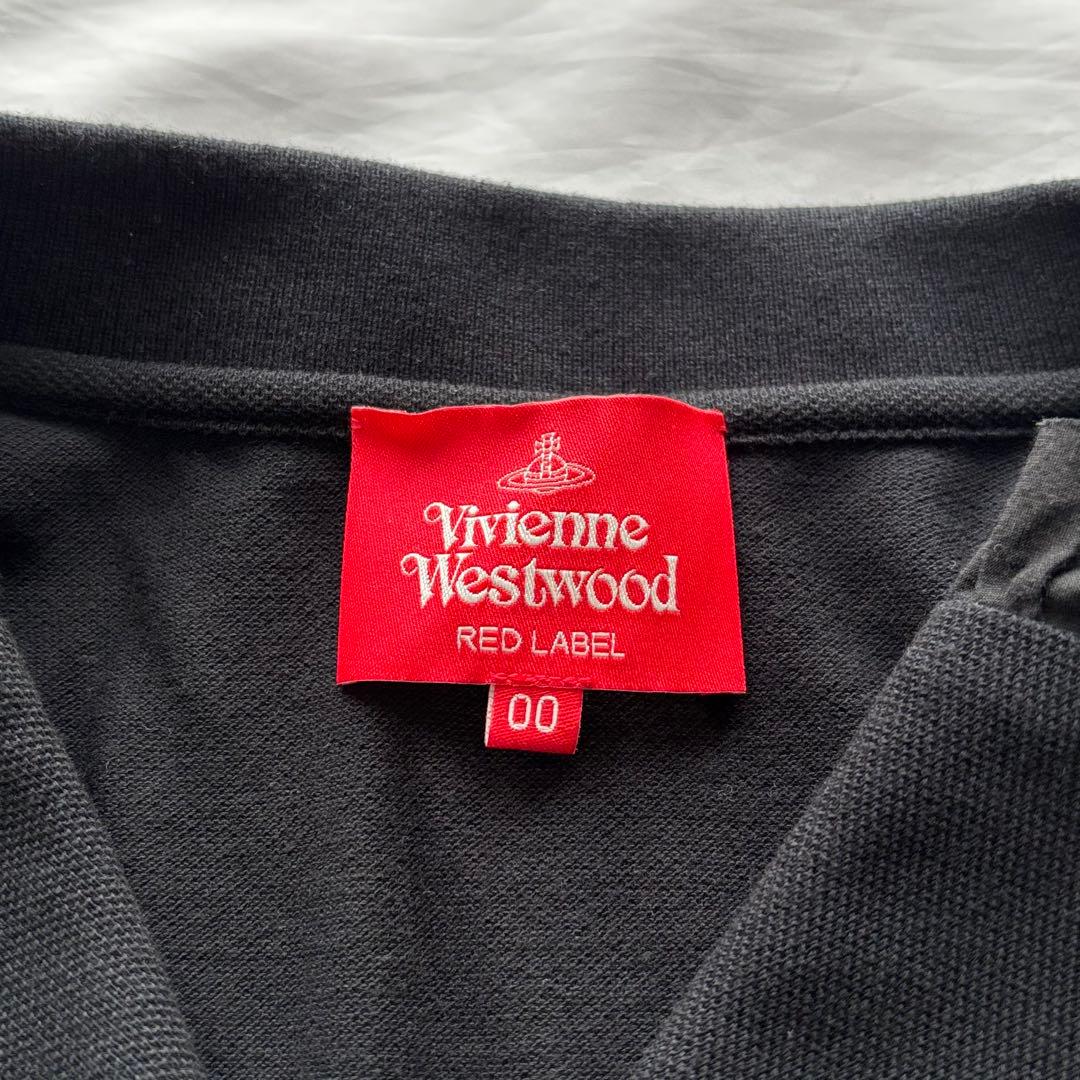 Vivienne
Westwood
RED LABEL
00